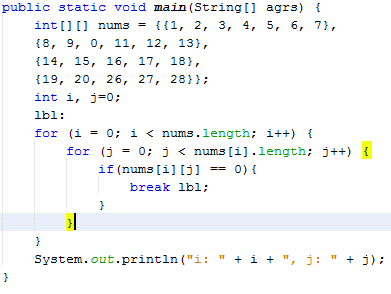 public static void main(String[] agrs) {
    int[][] nums = {{1, 2, 3, 4, 5, 6, 7},
    {8, 9, 0, 11, 12, 13},
    {14, 15, 16, 17, 18},
    {19, 20, 26, 27, 28}};
    int i, j=0;
    lbl:
    for (i = 0; i < nums.length; i++) {
        for (j = 0; j < nums[i].length; j++) {
            if(nums[i][j] == 0){
                break lbl;
            }
        }
    }
    System.out.println("i: " + i + ", j: " + j);
}